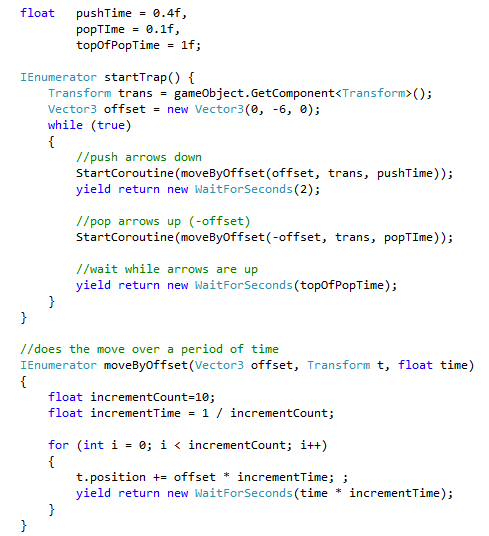 float   pushTime = 0.4f,
        popTIme = 0.1f,
        topOfPopTime = 1f;

IEnumerator startTrap() {
    Transform trans = gameObject.GetComponent<Transform>();
    Vector3 offset = new Vector3(0, -6, 0);
    while (true)
    {
        //push arrows down
        StartCoroutine(moveByOffset(offset, trans, pushTime));
        yield return new WaitForSeconds(2);

        //pop arrows up (-offset)
        StartCoroutine(moveByOffset(-offset, trans, popTIme));

        //wait while arrows are up
        yield return new WaitForSeconds(topOfPopTime);
    }
}

//does the move over a period of time
IEnumerator moveByOffset(Vector3 offset, Transform t, float time)
{
    float incrementCount=10;
    float incrementTime = 1 / incrementCount;

    for (int i = 0; i < incrementCount; i++)
    {
        t.position += offset * incrementTime; ;
        yield return new WaitForSeconds(time * incrementTime);
    }
}